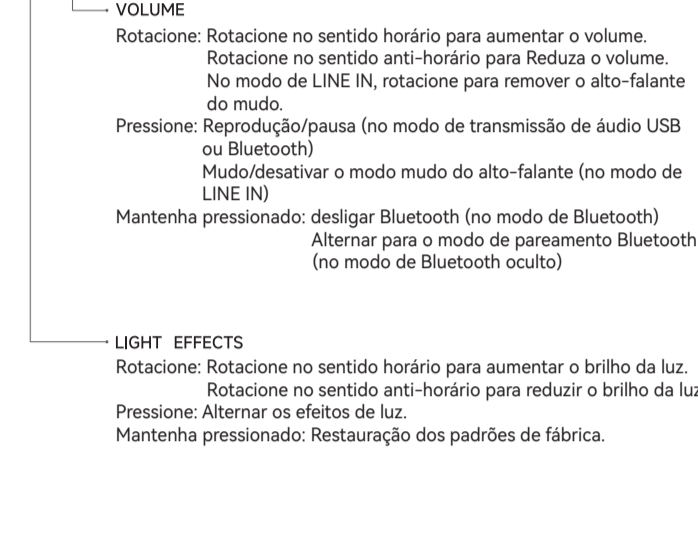 VOLUME
Rotacione: Rotacione no sentido horário para aumentar o volume.
Rotacione no sentido anti-horário para Reduza o volume.
No modo de LINE IN, rotacione para remover o alto-falante
do mudo.
Pressione: Reprodução/pausa (no modo de transmissão de áudio USB
ou Bluetooth)
Mudo/desativar o modo mudo do alto-falante (no modo de
LINE IN)
Mantenha pressionado: desligar Bluetooth (no modo de Bluetooth)
Alternar para o modo de pareamento Bluetooth
(no modo de Bluetooth oculto)
LIGHT EFFECTS
Rotacione: Rotacione no sentido horário para aumentar o brilho da luz.
Rotacione no sentido anti-horário para reduzir o brilho da luz
Pressione: Alternar os efeitos de luz.
Mantenha pressionado: Restauração dos padrões de fábrica.